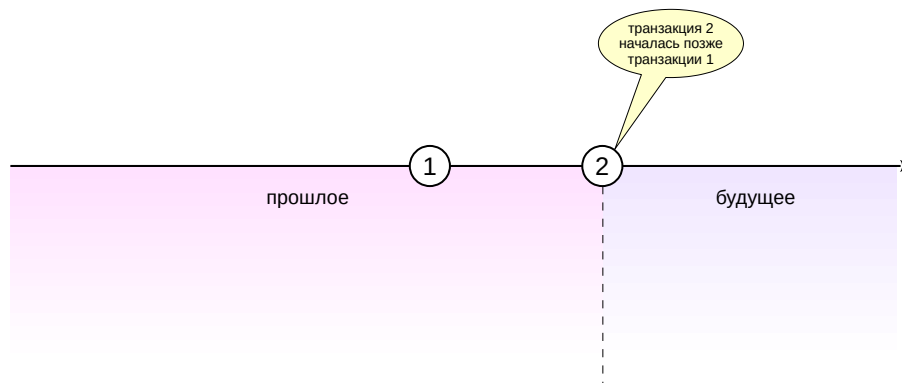 транзакция 2
началась позже
транзакции 1
1
2
прошлое
будущее